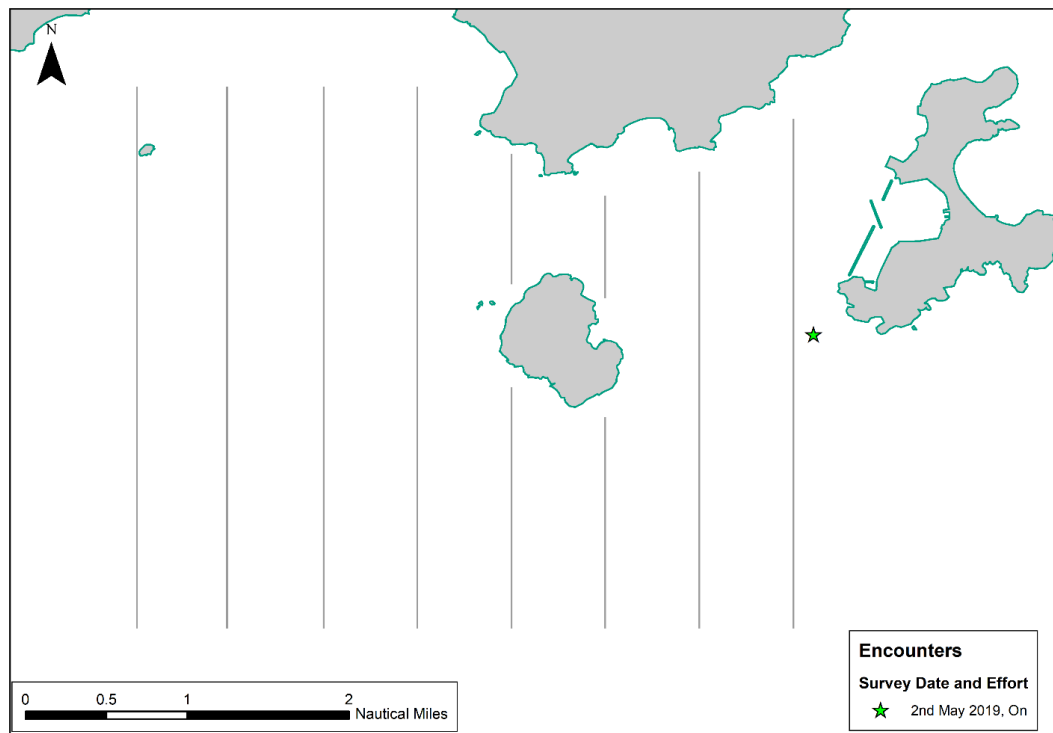 N
0 0.5 1 2
Nautical Miles
Encounters
Survey Date and Effort
2nd May 2019, On